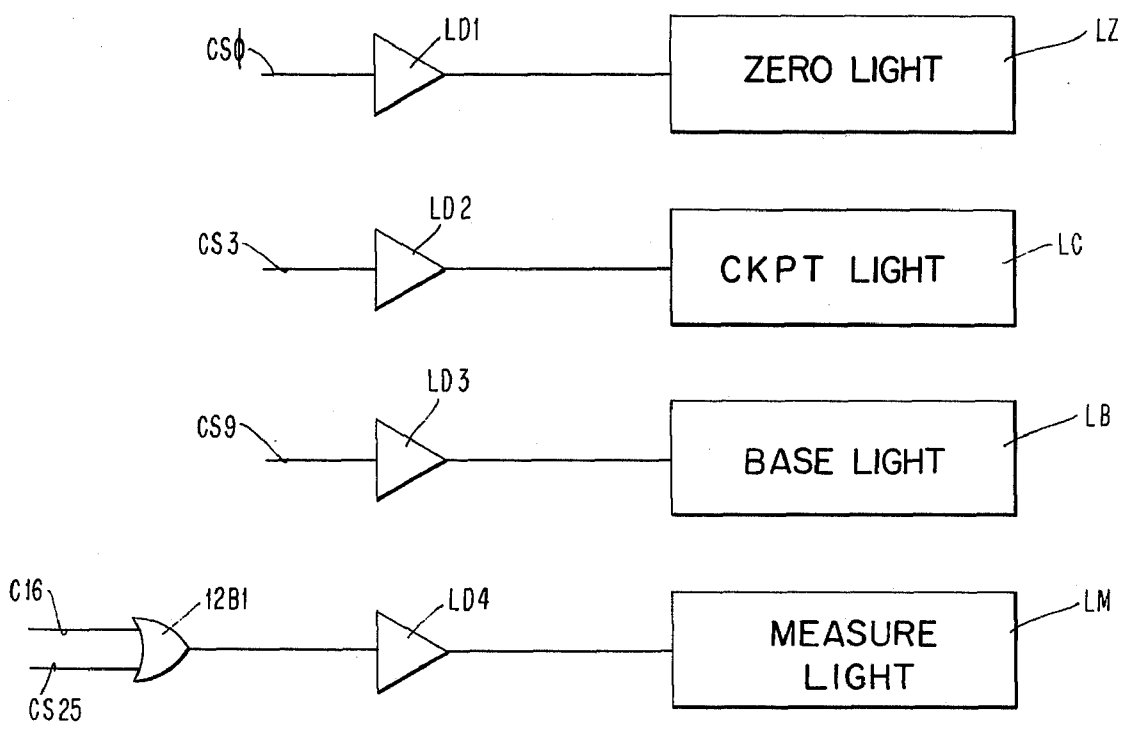 CSϕ
LD1
ZERO LIGHT
LZ
CS3
LD2
CKPT LIGHT
LC
CS9
LD3
BASE LIGHT
LB
C16
CS25
12B1
LD4
MEASURE
LIGHT
LM